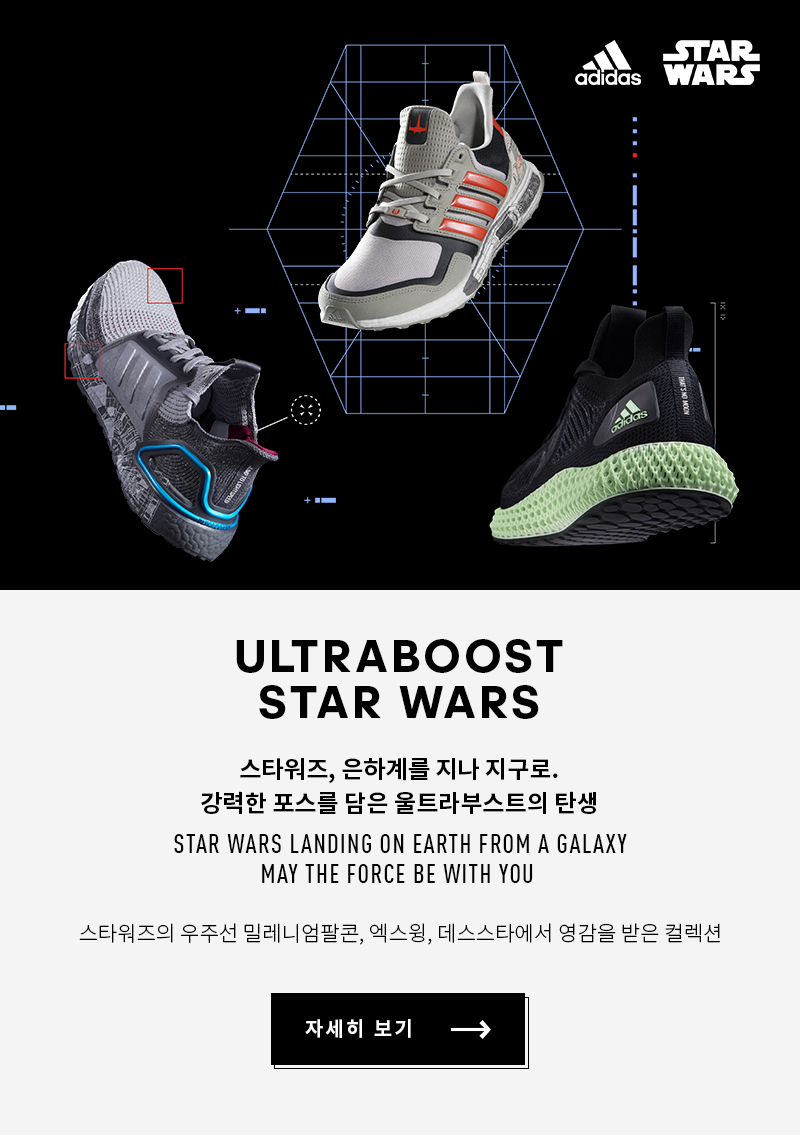 adidas
STAR
WARS
adidas
THAT'S NO MOON
ULTRABOOST
STAR WARS
스타워즈, 은하계를 지나 지구로.
강력한 포스를 담은 울트라부스트의 탄생
STAR WARS LANDING ON EARTH FROM A GALAXY
MAY THE FORCE BE WITH YOU
스타워즈의 우주선 밀레니엄팔콘, 엑스윙, 데스스타에서 영감을 받은 컬렉션
자세히 보기